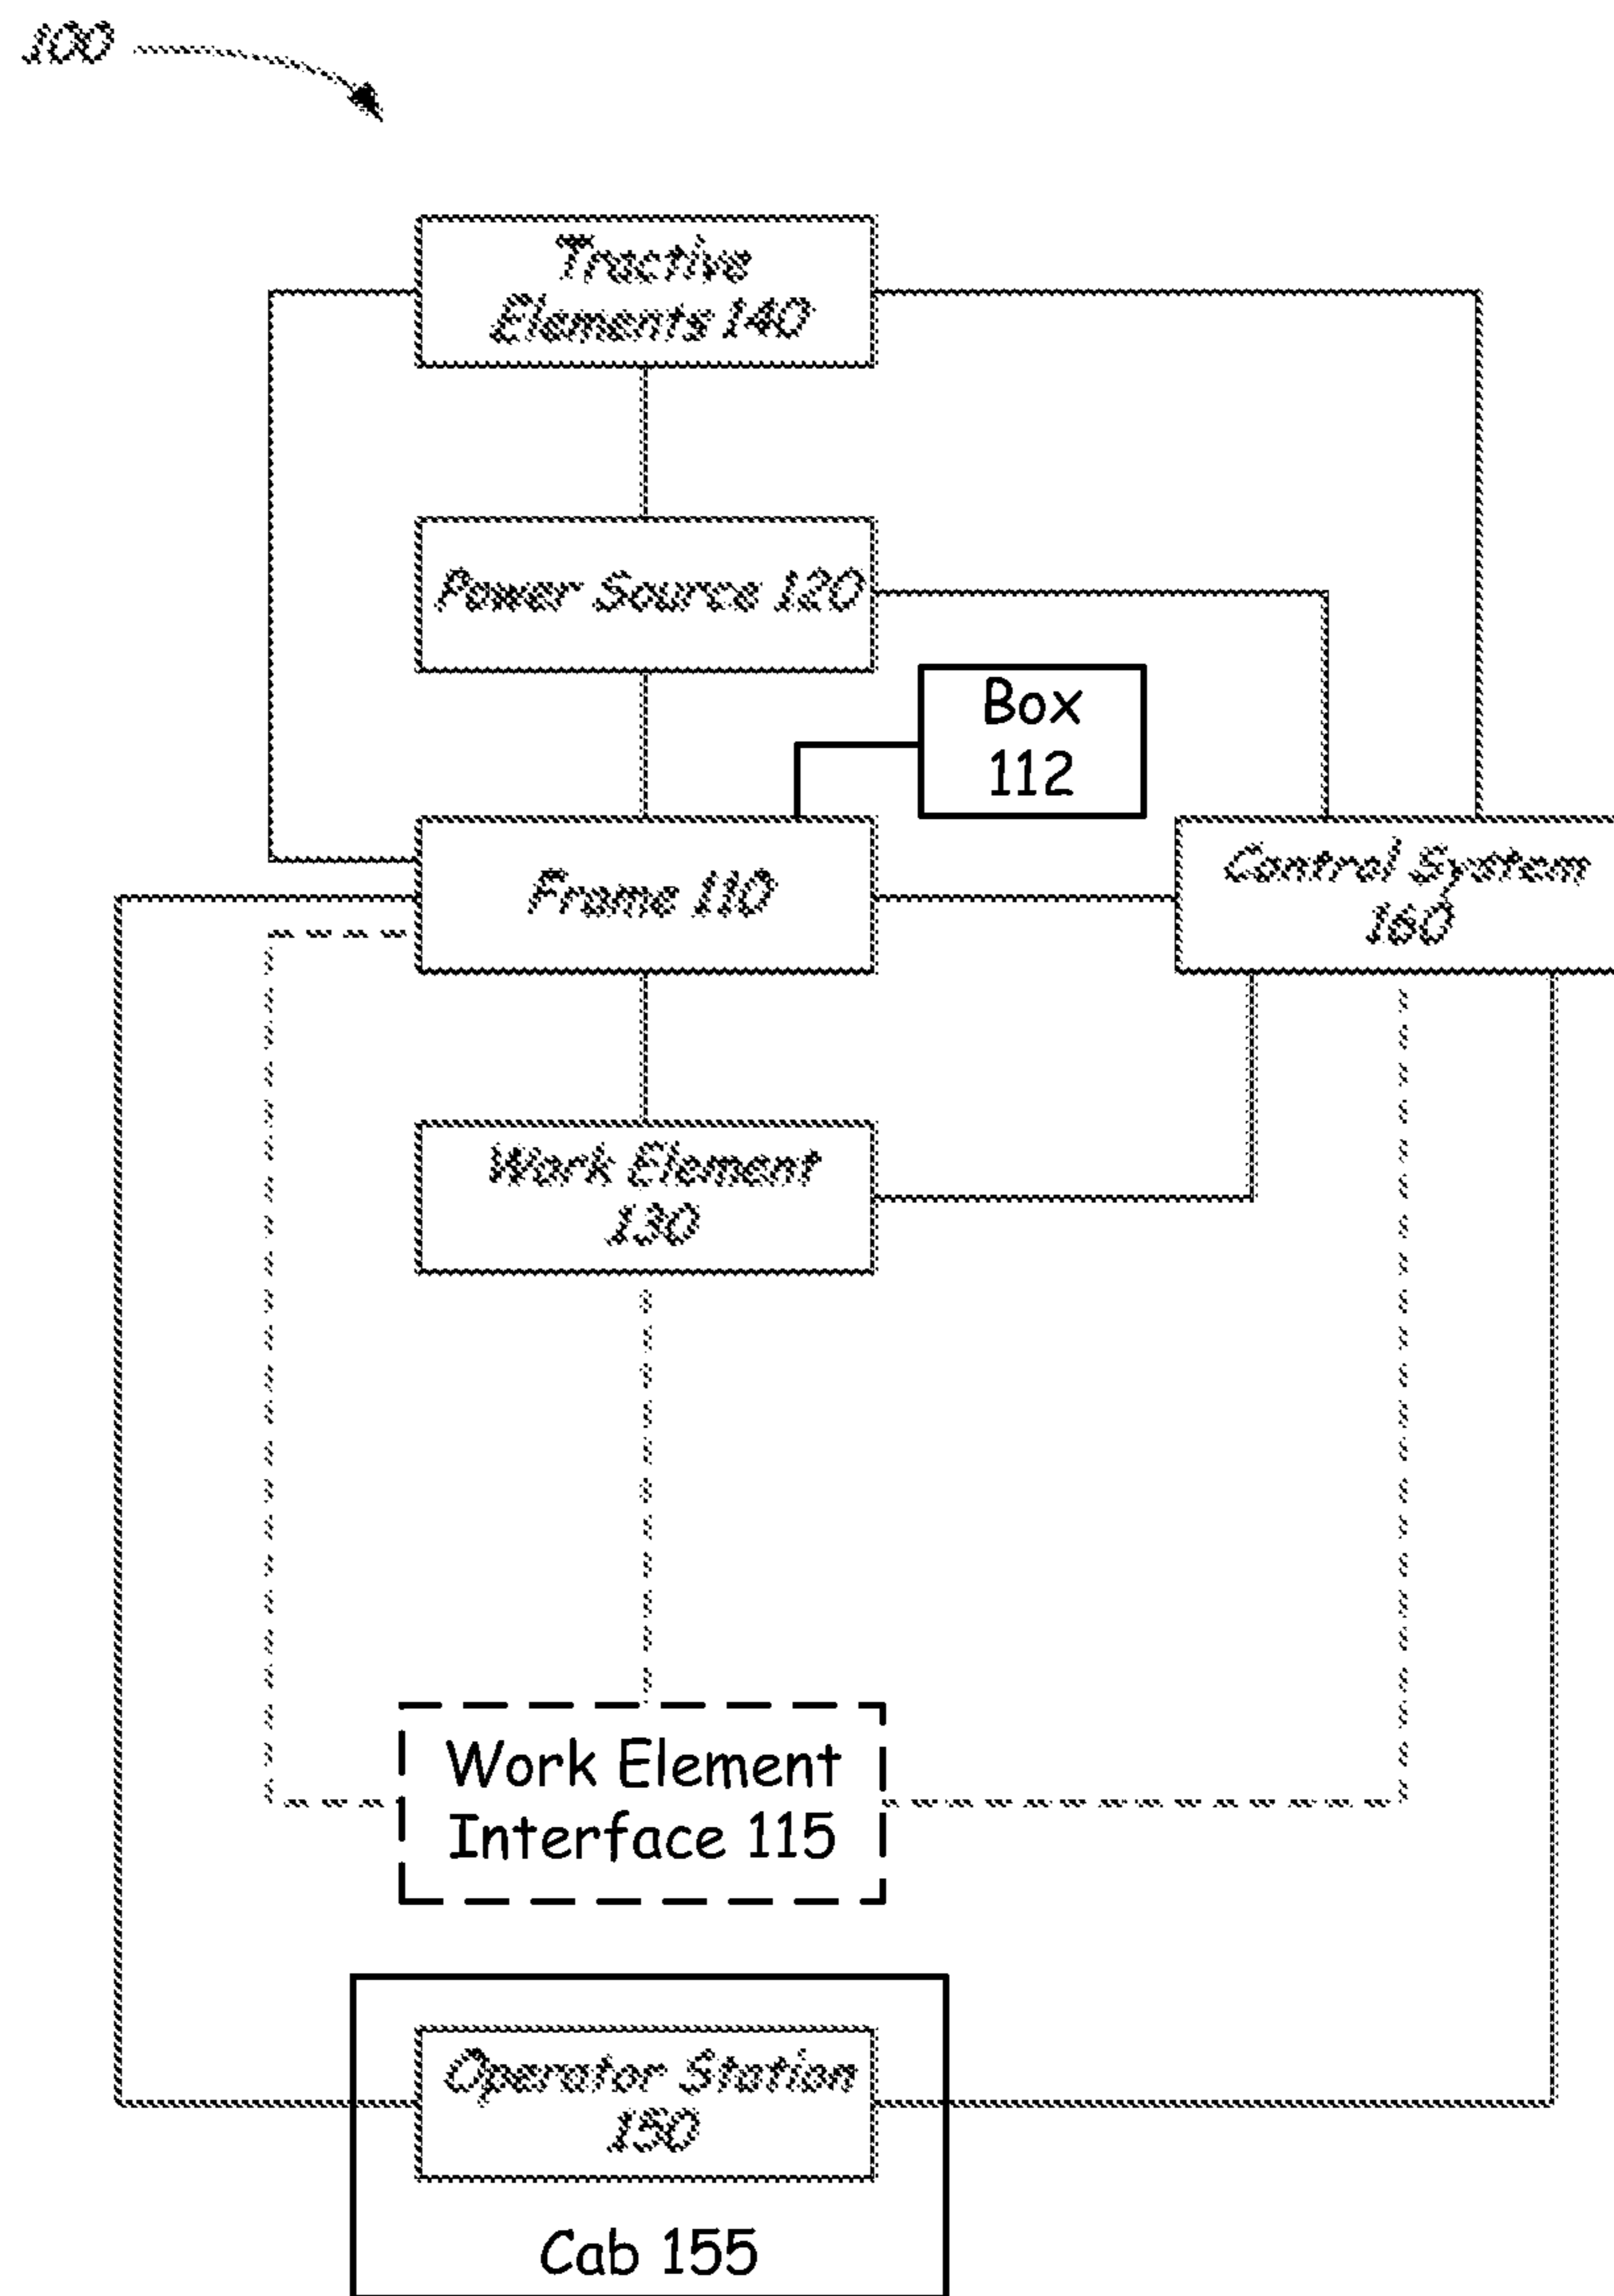 100
Tractive
Elements 140
Power Source 120
Box
112
Frame 110
Control System
160
Work Element
130
Work Element
Interface 115
Operator Station
150
Cab 155